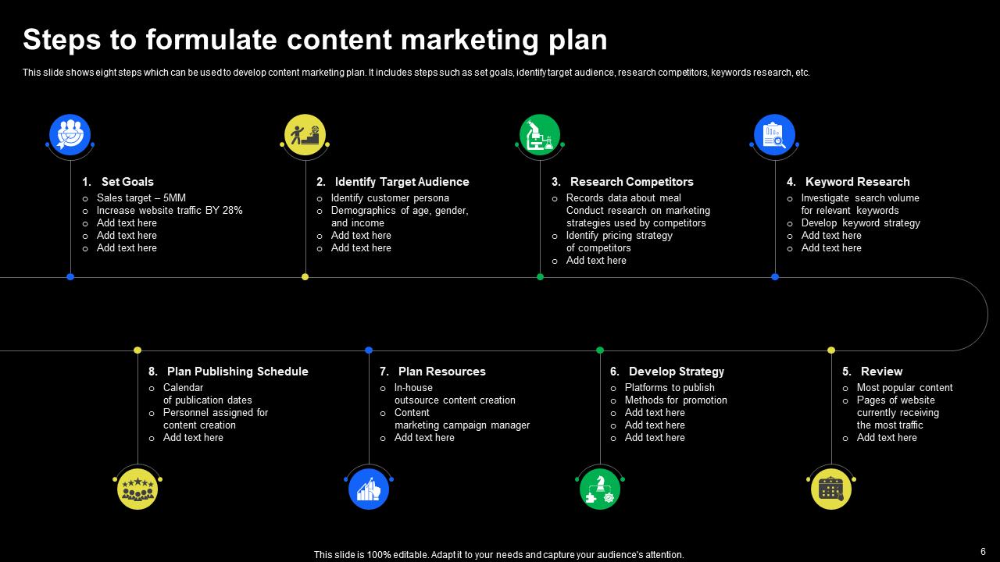 Steps to formulate content marketing plan
This slide shows eight steps which can be used to develop content marketing plan. It includes steps such as set goals, identify target audience, research competitors, keywords research, etc.
1. Set Goals
o Sales target – 5MM
o Increase website traffic BY 28%
o Add text here
o Add text here
o Add text here
2. Identify Target Audience
o Identify customer persona
o Demographics of age, gender,
and income
o Add text here
o Add text here
3. Research Competitors
o Records data about meal
Conduct research on marketing
strategies used by competitors
o Identify pricing strategy
of competitors
o Add text here
4. Keyword Research
o Investigate search volume
for relevant keywords
o Develop keyword strategy
o Add text here
o Add text here
8. Plan Publishing Schedule
o Calendar
of publication dates
o Personnel assigned for
content creation
o Add text here
7. Plan Resources
o In-house
outsource content creation
o Content
marketing campaign manager
o Add text here
6. Develop Strategy
o Platforms to publish
o Methods for promotion
o Add text here
o Add text here
o Add text here
5. Review
o Most popular content
o Pages of website
currently receiving
the most traffic
o Add text here
This slide is 100% editable. Adapt it to your needs and capture your audience's attention.
6